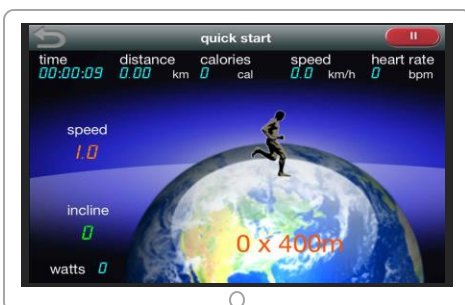 quick start
time distance calories speed heart rate
00:00:09 0.00 km 0 cal 0.0 km/h 0 bpm
speed
1.0
incline
0
0 x 400m
watts 0